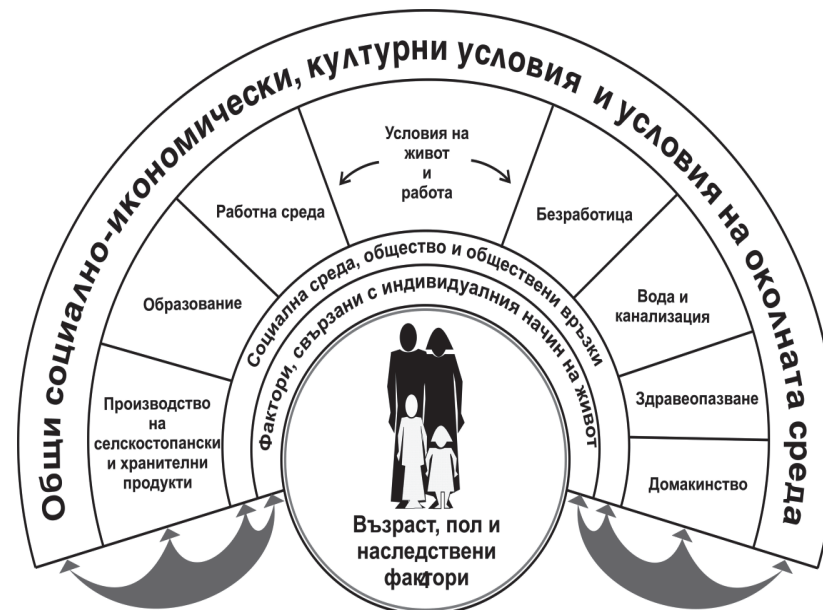 Общи социално-икономически, културни условия и условия на околната среда
Условия на
живот
и
работа
Работна среда
Безработица
Образование
Вода и
канализация
Производство
на
селскостопански
и хранителни
продукти
Здравеопазване
Домакинство
Социална среда, общество и обществени връзки
Фактори, свързани с индивидуалния начин на живот
Възраст, пол и
наследствени
фактори
4